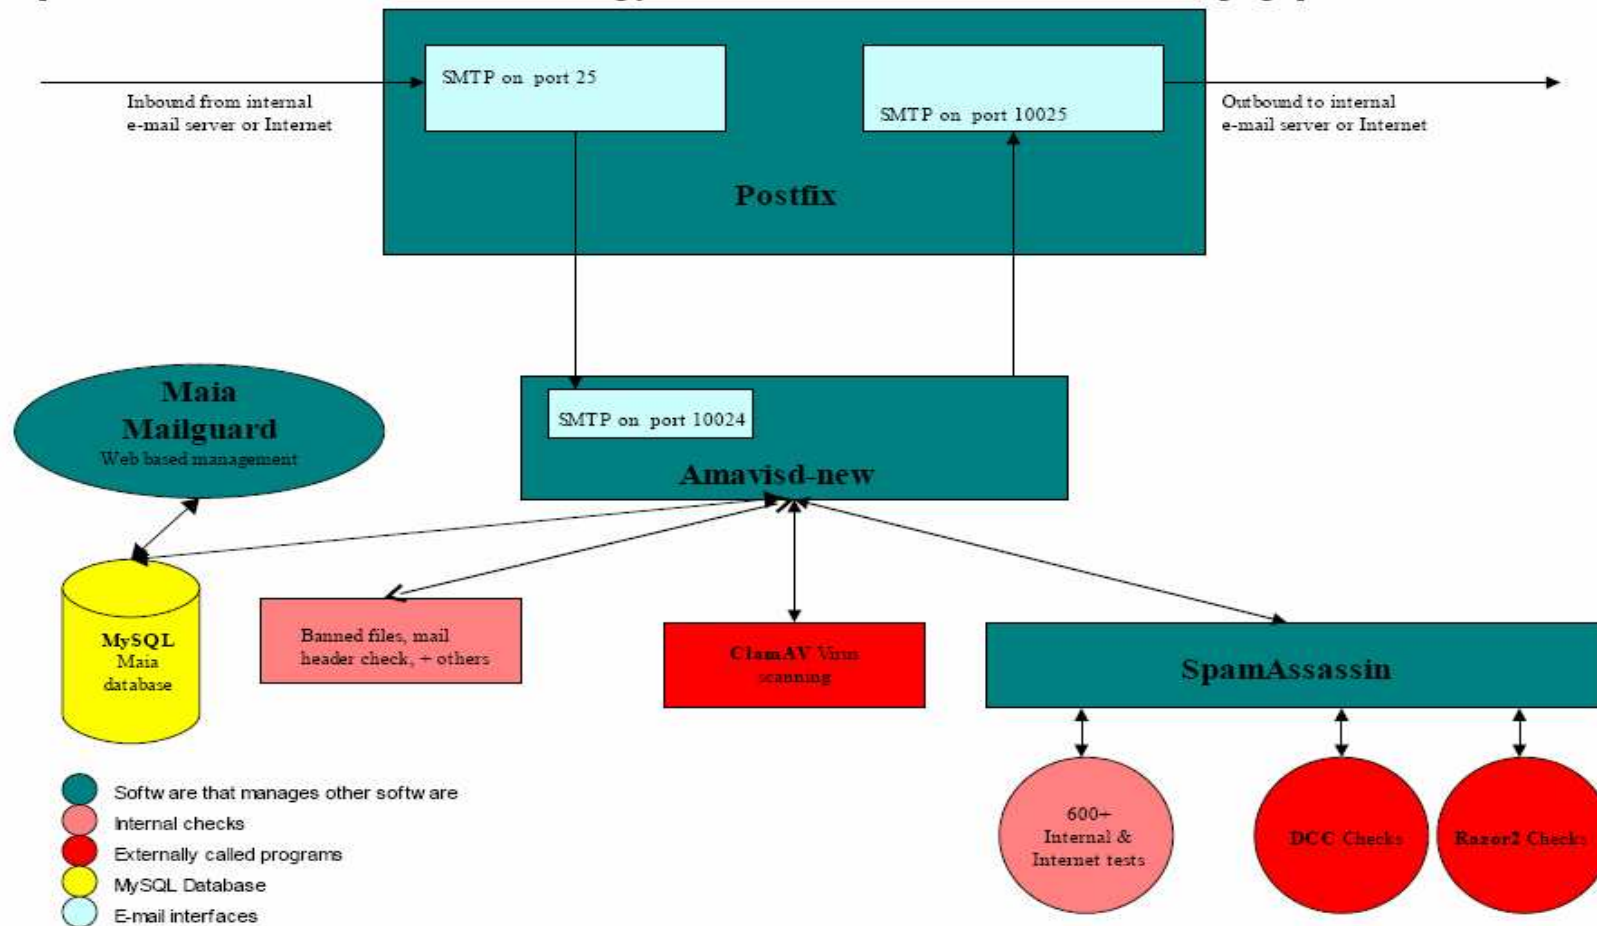 SMTP on port 25
SMTP on port 10025
Inbound from internal
e-mail server or Internet
Outbound to internal
e-mail server or Internet
Postfix
Maia
Mailguard
Web based management
SMTP on port 10024
Amavisd-new
MySQL
Maia
database
Banned files, mail
header check, + others
ClamAV Virus
scanning
SpamAssassin
600+
Internal &
Internet tests
DCC Checks
Razor2 Checks
Software that manages other software
Internal checks
Externally called programs
MySQL Database
E-mail interfaces